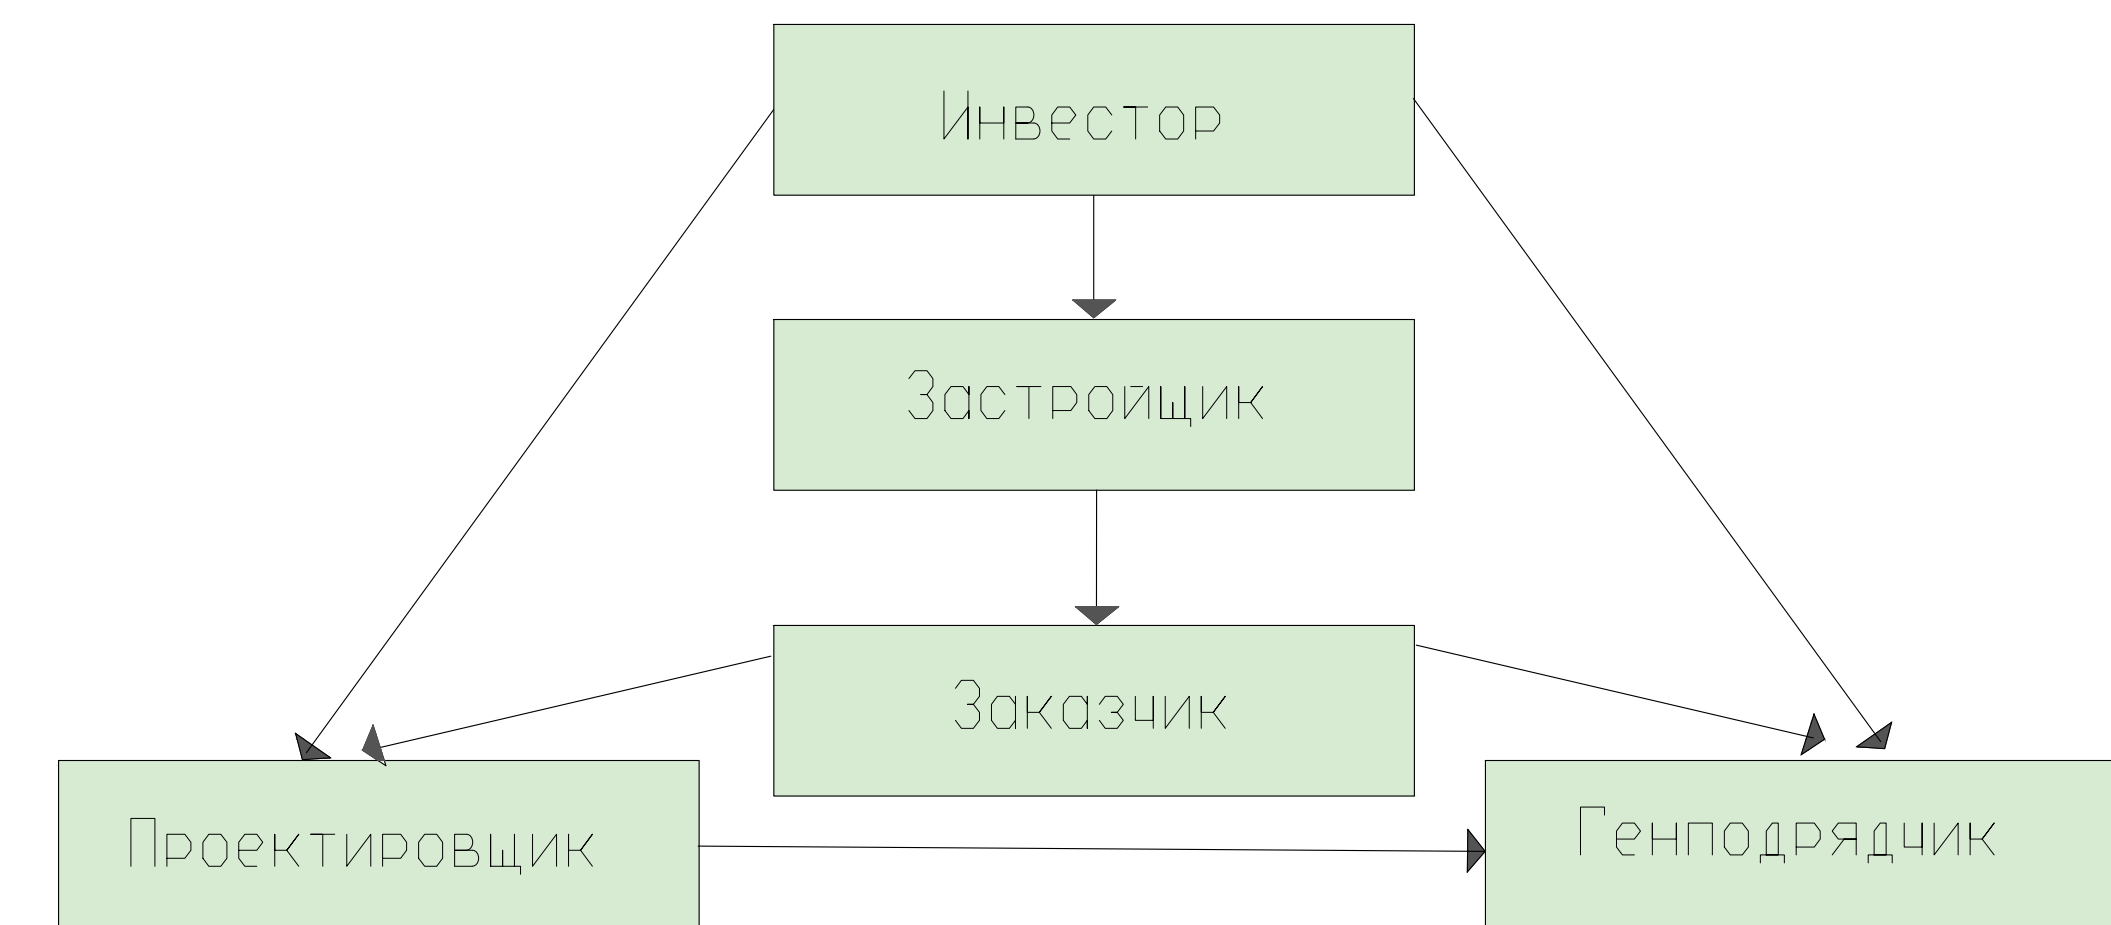 Инвестор
Застройщик
Заказчик
Проектировщик
Генподрядчик